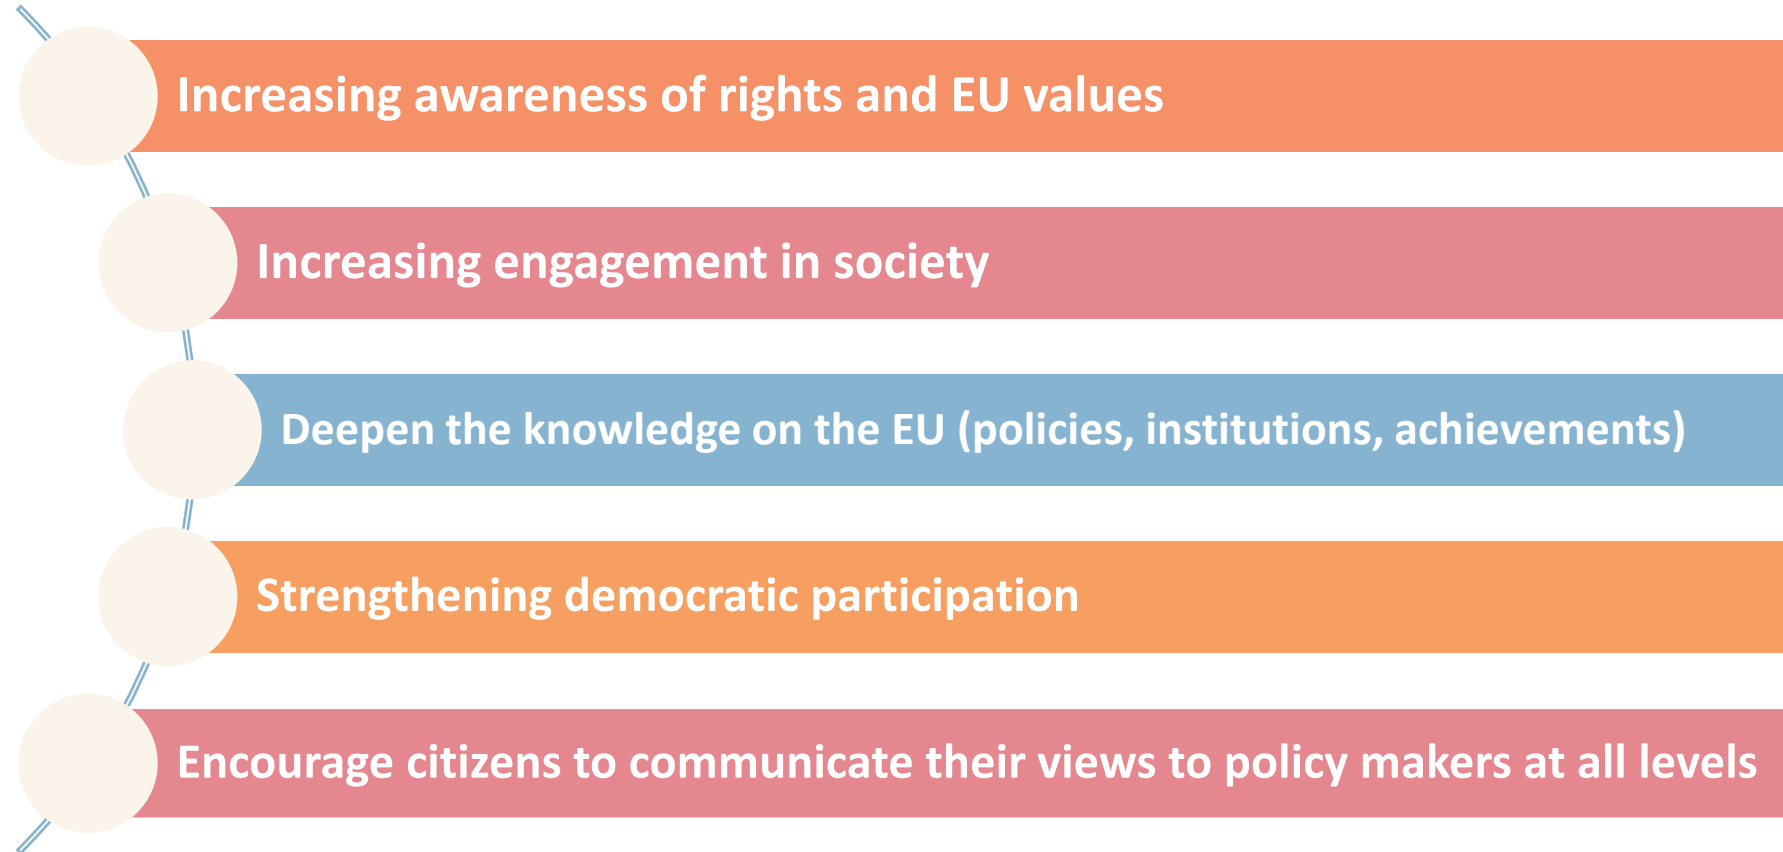 Increasing awareness of rights and EU values
Increasing engagement in society
Deepen the knowledge on the EU (policies, institutions, achievements)
Strengthening democratic participation
Encourage citizens to communicate their views to policy makers at all levels